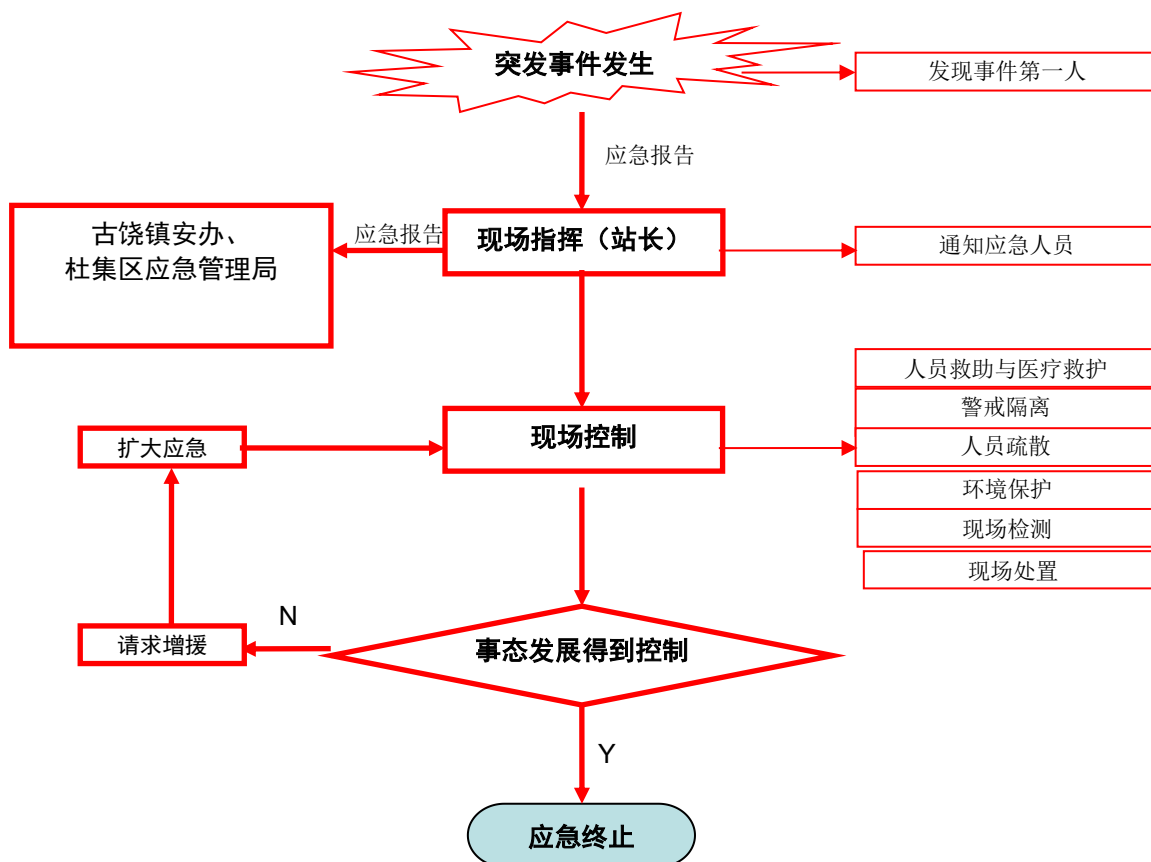 突发事件发生
发现事件第一人
应急报告
古饶镇安办、
杜集区应急管理局
应急报告
现场指挥（站长）
通知应急人员
人员救助与医疗救护
警戒隔离
扩大应急
现场控制
人员疏散
环境保护
现场检测
现场处置
N
请求增援
事态发展得到控制
Y
应急终止